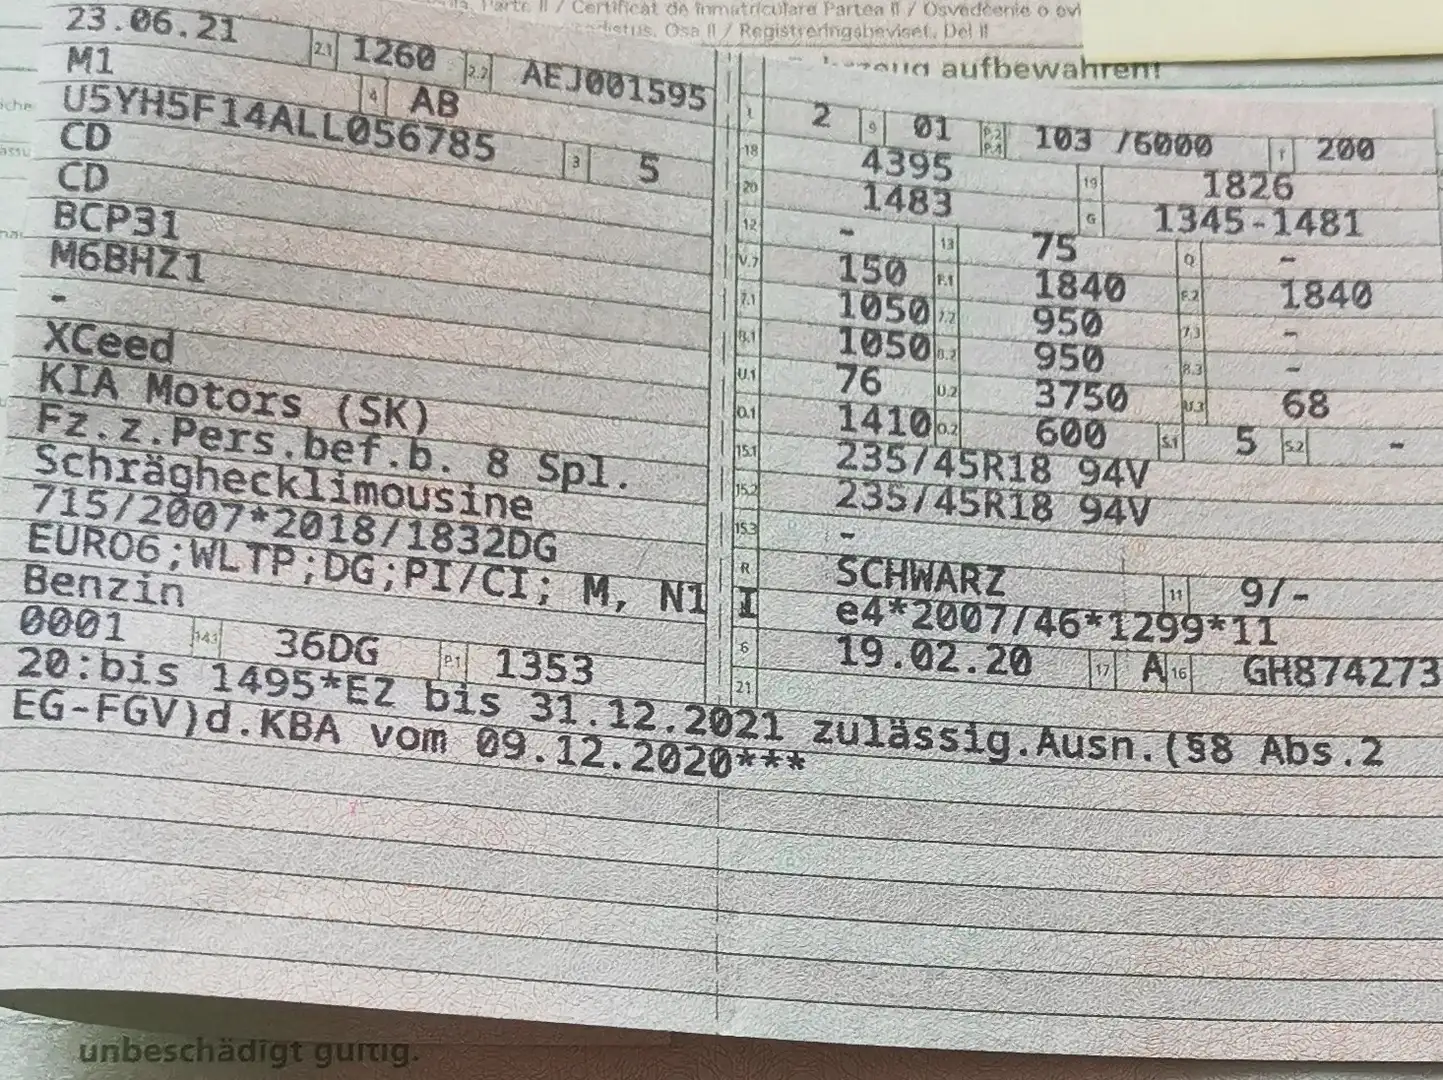 Parte II / Certificat de înmatriculare Partea II / Osvedčenie o evi
Osa II / Registreringsbeviset. Del II
aufbewahren!
23.06.21 2.1 1260 2.2 AEJ001595
M1 4 AB
U5YH5F14ALL056785 3 5
CD
CD
BCP31
M6BHZ1
-
XCeed
KIA Motors (SK)
Fz.z.Pers.bef.b. 8 Spl.
Schräghecklimousine
715/2007*2018/1832DG
EURO6;WLTP;DG;PI/CI; M, N1 I
Benzin
0001 14.3 36DG P.1 1353
L 2 9 01 P.2 P.4 103 /6000 T 200
18 4395 19 1826
20 1483 G 1345-1481
12 - 13 75 Q -
V.7 150 F.1 1840 F.2 1840
7.1 1050 7.2 950 7.3 -
8.1 1050 8.2 950 8.3 -
U.1 76 U.2 3750 U.3 68
O.1 1410 O.2 600 S.1 5 S.2 -
15.1 235/45R18 94V
15.2 235/45R18 94V
15.3 -
R SCHWARZ 11 9/-
e4*2007/46*1299*11
6 19.02.20 17 A 16 GH874273
21
20:bis 1495*EZ bis 31.12.2021 zulässig.Ausn.(§8 Abs.2
EG-FGV)d.KBA vom 09.12.2020***
unbeschädigt gültig.